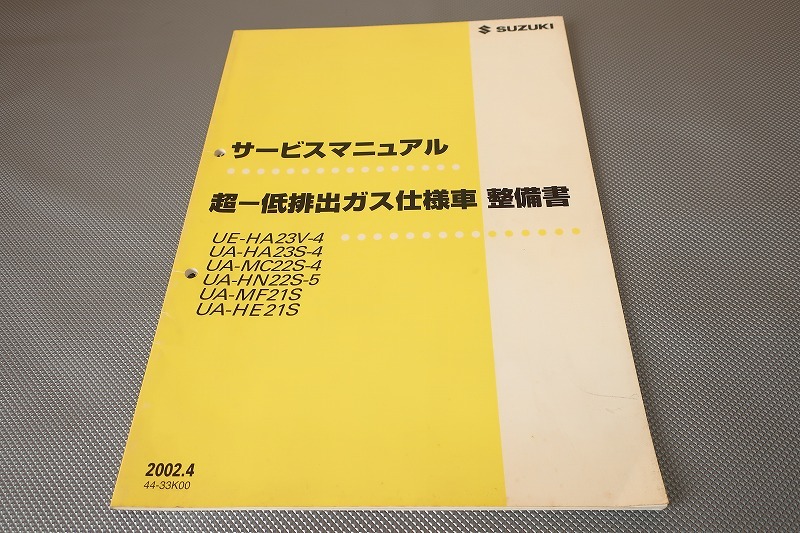 SUZUKI
サービスマニュアル
超ー低排出ガス仕様車 整備書
UE-HA23V-4
UA-HA23S-4
UA-MC22S-4
UA-HN22S-5
UA-MF21S
UA-HE21S
2002.4
44-33K00